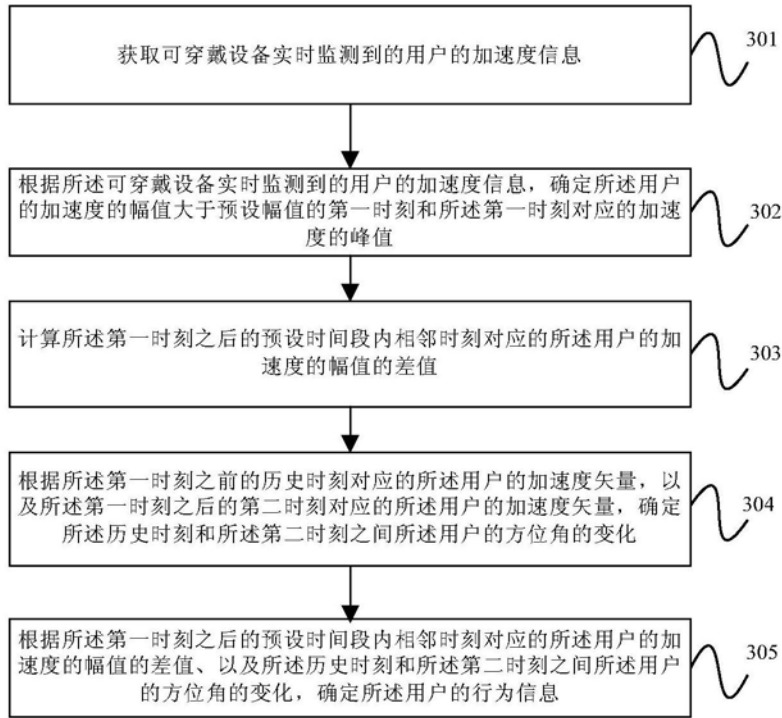 获取可穿戴设备实时监测到的用户的加速度信息
301
根据所述可穿戴设备实时监测到的用户的加速度信息，确定所述用户
的加速度的幅值大于预设幅值的第一时刻和所述第一时刻对应的加速
度的峰值
302
计算所述第一时刻之后的预设时间段内相邻时刻对应的所述用户的加
速度的幅值的差值
303
根据所述第一时刻之前的历史时刻对应的所述用户的加速度矢量，以
及所述第一时刻之后的第二时刻对应的所述用户的加速度矢量，确定
所述历史时刻和所述第二时刻之间所述用户的方位角的变化
304
根据所述第一时刻之后的预设时间段内相邻时刻对应的所述用户的加
速度的幅值的差值、以及所述历史时刻和所述第二时刻之间所述用户
的方位角的变化，确定所述用户的行为信息
305